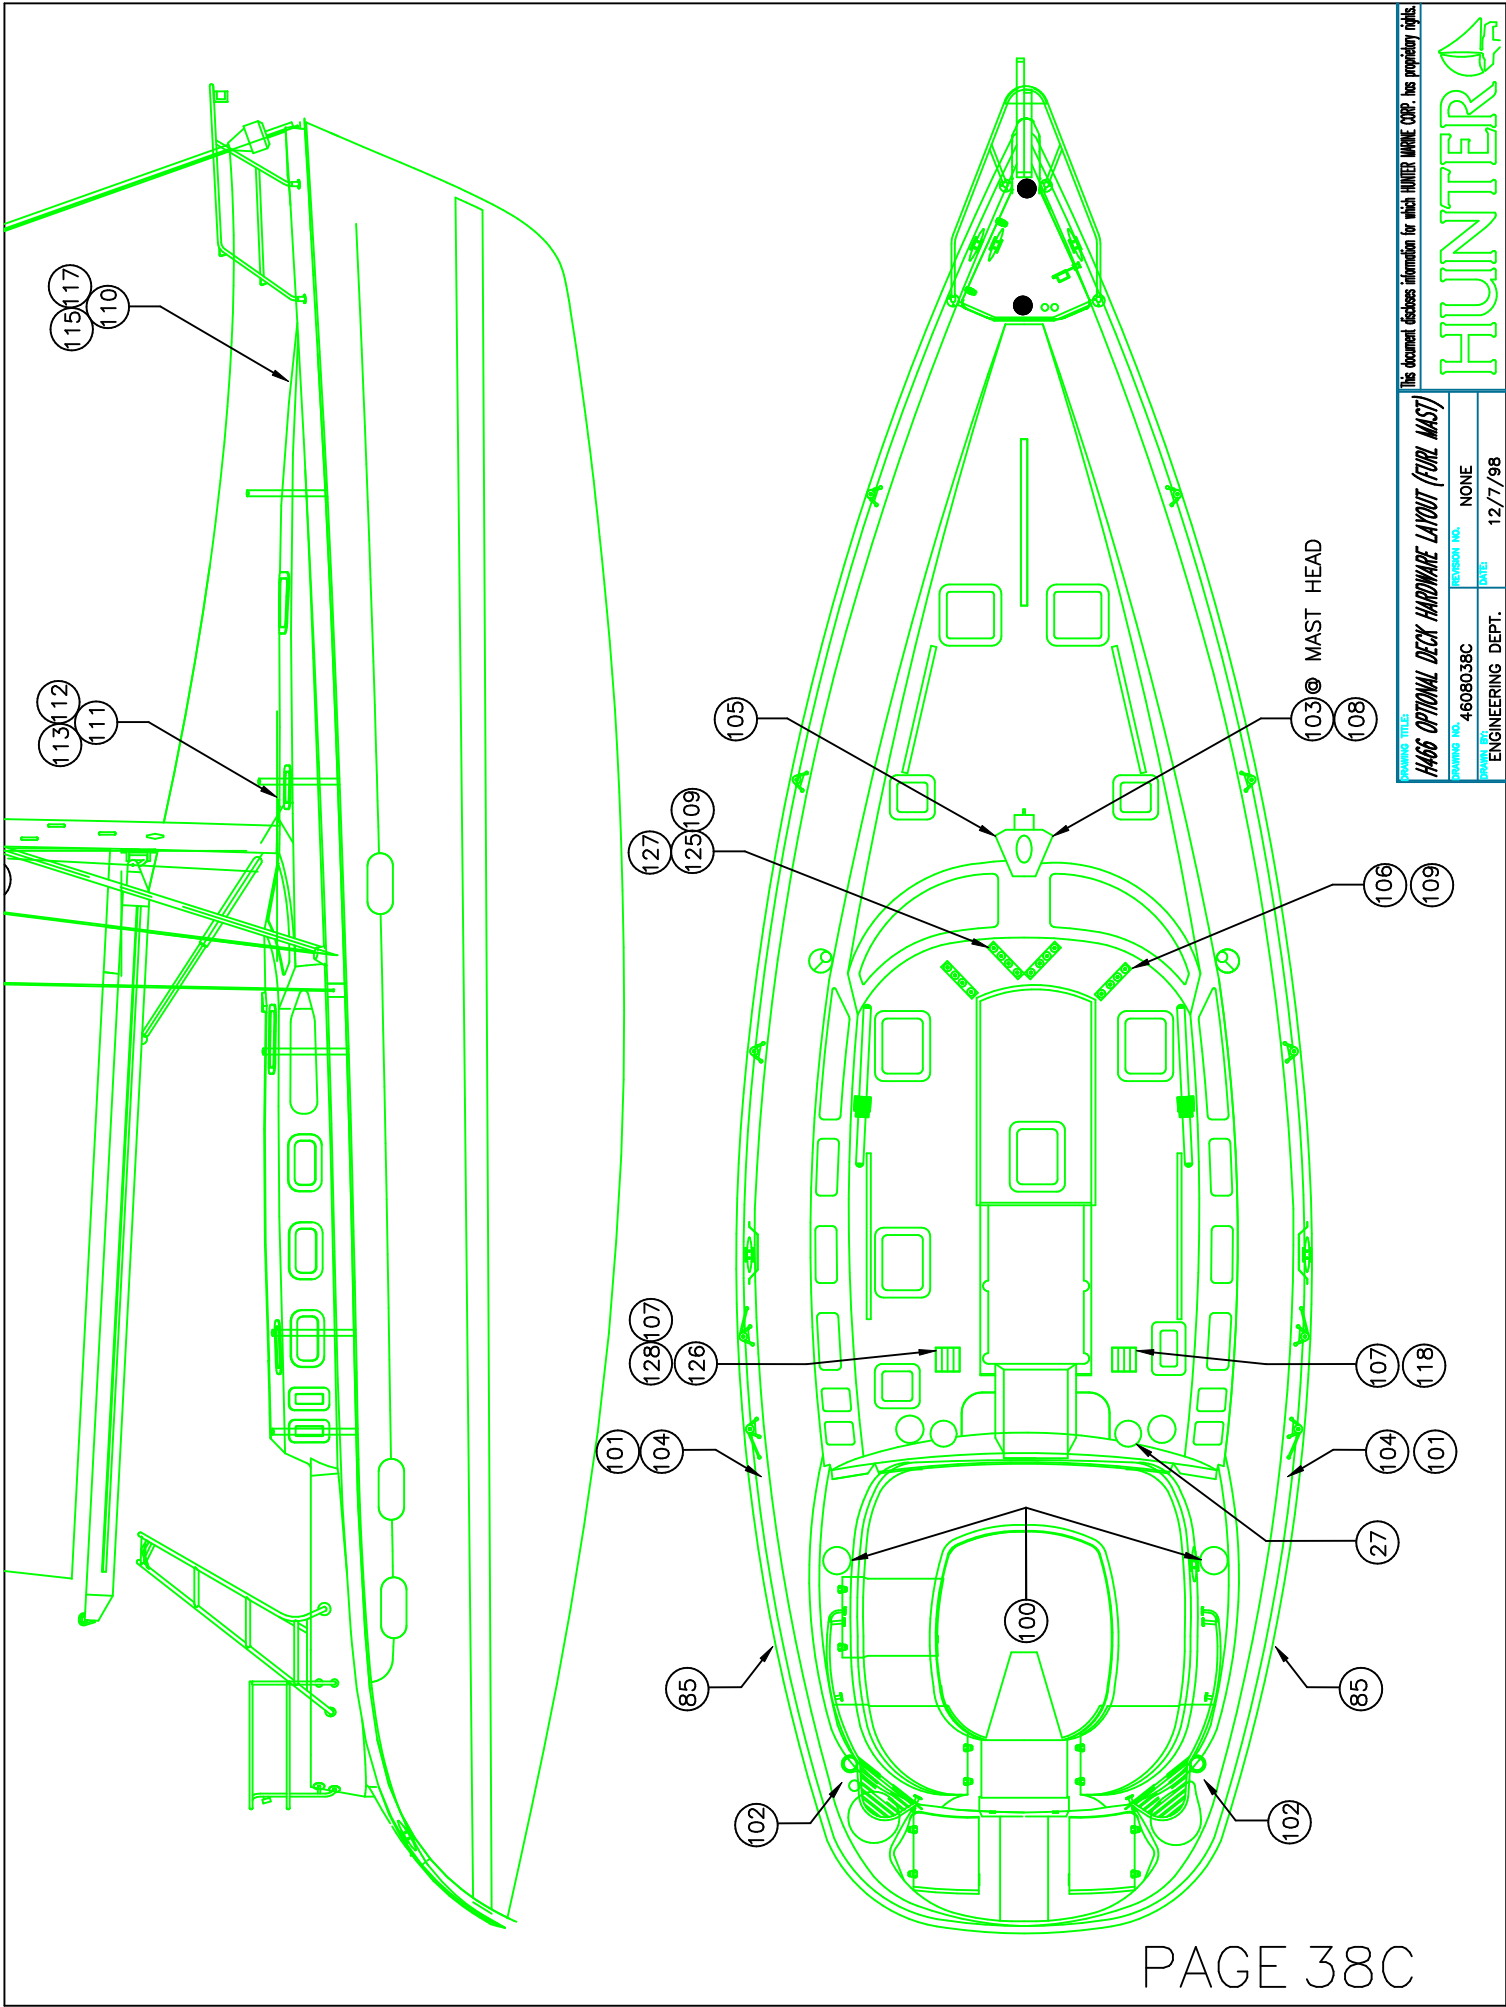 115
117
110
113
112
111
105
103 @ MAST HEAD
108
109
127
125
106
109
128
107
126
107
118
101
104
104
101
27
100
85
85
102
102
This document discloses information for which HUNTER MARINE CORP. has proprietory rights.
HUNTER
DRAWING TITLE:
H466 OPTIONAL DECK HARDWARE LAYOUT (FURL MAST)
DRAWING NO.
4608038C
REVISION NO.
NONE
DRAWN BY:
ENGINEERING DEPT.
DATE:
12/7/98
PAGE 38C